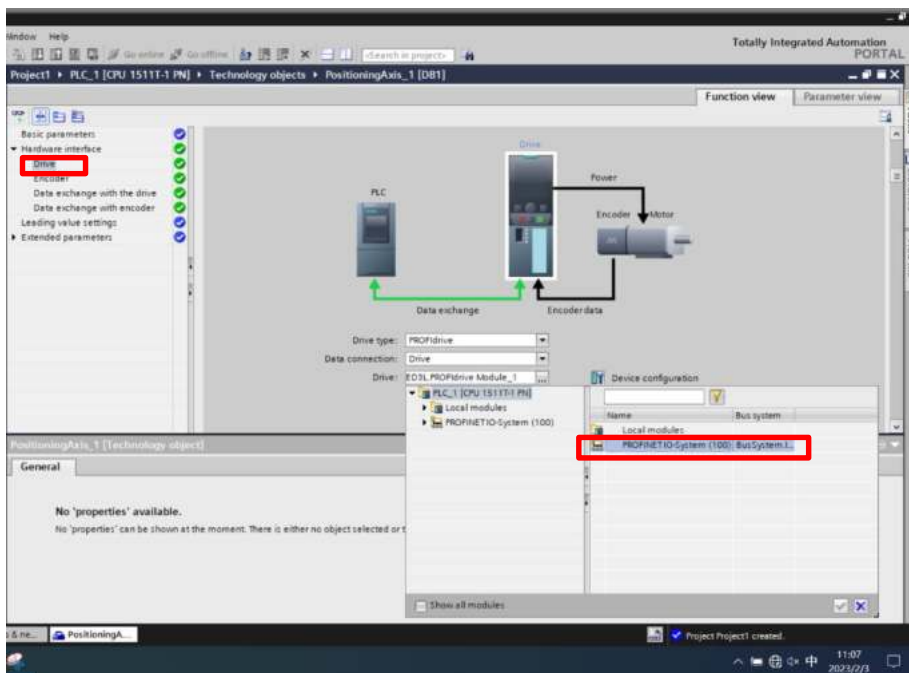 Window Help
Go online Go offline <Search in project>
Totally Integrated Automation
PORTAL
Project1 ▸ PLC_1 [CPU 1511T-1 PN] ▸ Technology objects ▸ PositioningAxis_1 [DB1]
Function view Parameter view
Basic parameters
Hardware interface
Drive
Encoder
Data exchange with the drive
Data exchange with encoder
Leading value settings
Extended parameters
Drive
Power
PLC
Encoder Motor
Data exchange Encoder data
Drive type: PROFIdrive
Data connection: Drive
Drive: EO3L.PROFIdrive Module_1 ...
Device configuration
PLC_1 [CPU 1511T-1 PN]
Local modules
PROFINET IO-System (100)
Name Bus system
Local modules
PROFINET IO-System (100): BusSystem.I...
PositioningAxis_1 [Technology object]
General
No 'properties' available.
No 'properties' can be shown at the moment. There is either no object selected or t
Show all modules
s & ne... PositioningA...
Project Project1 created.
中 11:07
2023/2/3